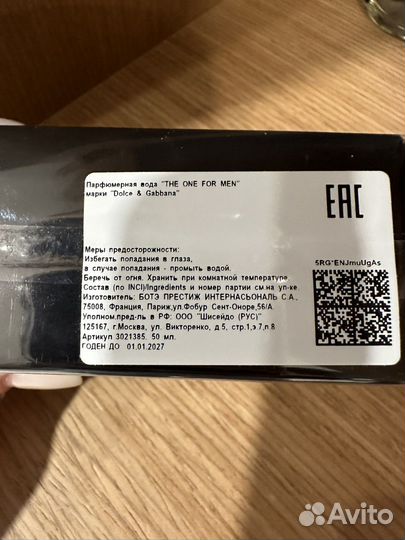 Парфюмерная вода "THE ONE FOR MEN"
марки "Dolce & Gabbana"
EAC
Меры предосторожности:
Избегать попадания в глаза,
в случае попадания - промыть водой.
Беречь от огня. Хранить при комнатной температуре.
Состав (по INCI)/Ingredients и номер партии см.на уп-ке.
Изготовитель: БОТЭ ПРЕСТИЖ ИНТЕРНАСЬОНАЛЬ С.А.,
75008, Франция, Париж,ул.Фобур Сент-Оноре,56/А.
Уполном.пред-ль в РФ: ООО "Шисейдо (РУС)"
125167, г.Москва, ул. Викторенко, д.5, стр.1,э.7,п.8
Артикул 3021385. 50 мл.
ГОДЕН ДО: 01.01.2027
5RG*ENJmuUgAs
Avito